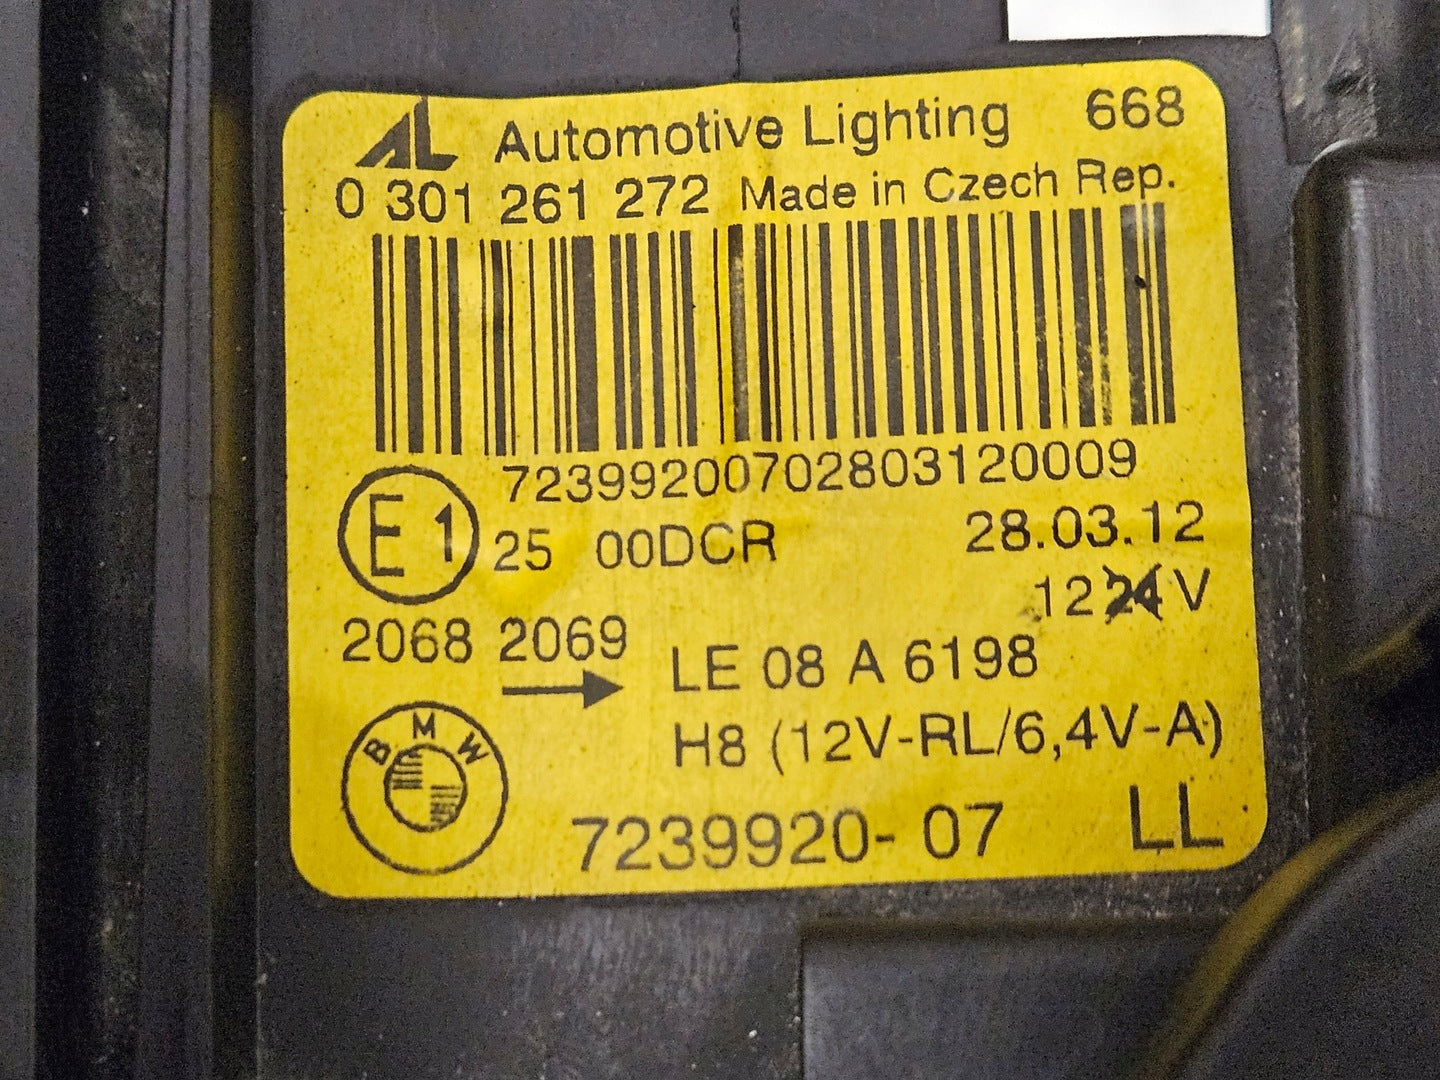 AL Automotive Lighting 668
0 301 261 272 Made in Czech Rep.
72399200702803120009
E1 25 00DCR 28.03.12
12 24 V
2068 2069
LE 08 A 6198
H8 (12V-RL/6,4V-A)
BMW
7239920-07 LL